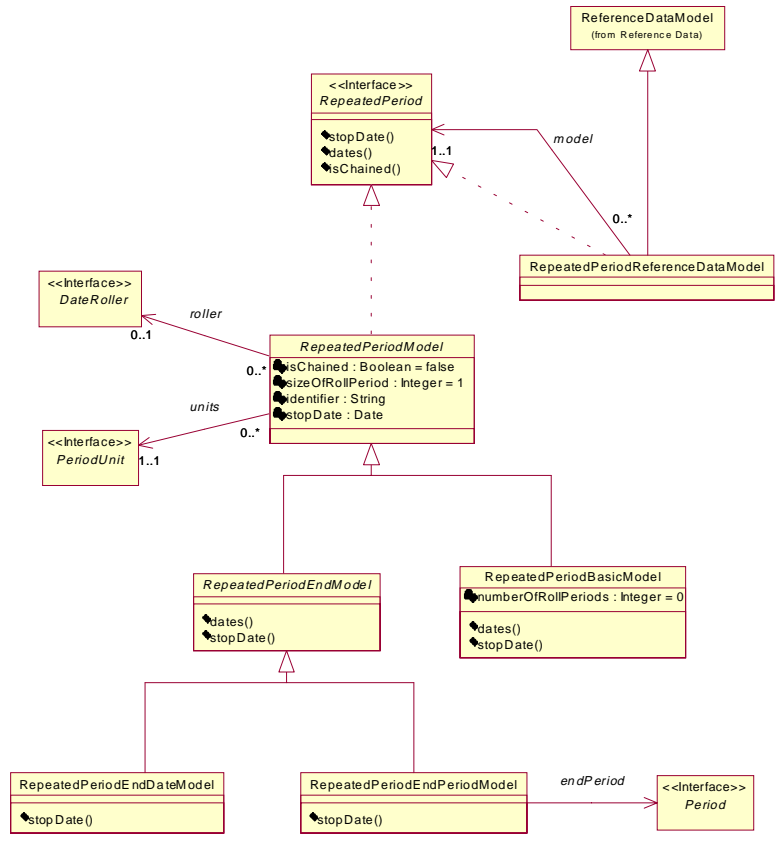 ReferenceDataModel
(from Reference Data)
<<Interface>>
RepeatedPeriod
stopDate()
dates()
isChained()
model
1..1
0..*
RepeatedPeriodReferenceDataModel
<<Interface>>
DateRoller
roller
0..1
0..*
RepeatedPeriodModel
isChained : Boolean = false
sizeOfRollPeriod : Integer = 1
identifier : String
stopDate : Date
units
0..*
<<Interface>>
PeriodUnit
1..1
RepeatedPeriodEndModel
dates()
stopDate()
RepeatedPeriodBasicModel
numberOfRollPeriods : Integer = 0
dates()
stopDate()
RepeatedPeriodEndDateModel
stopDate()
RepeatedPeriodEndPeriodModel
stopDate()
endPeriod
<<Interface>>
Period